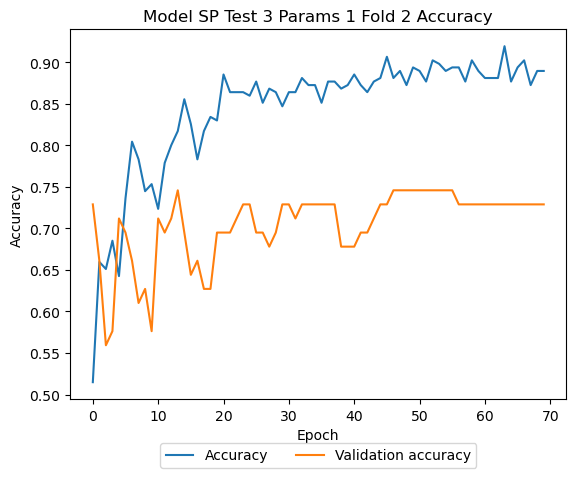 Model SP Test 3 Params 1 Fold 2 Accuracy
Accuracy
0.90
0.85
0.80
0.75
0.70
0.65
0.60
0.55
0.50
0 10 20 30 40 50 60 70
Epoch
Accuracy Validation accuracy